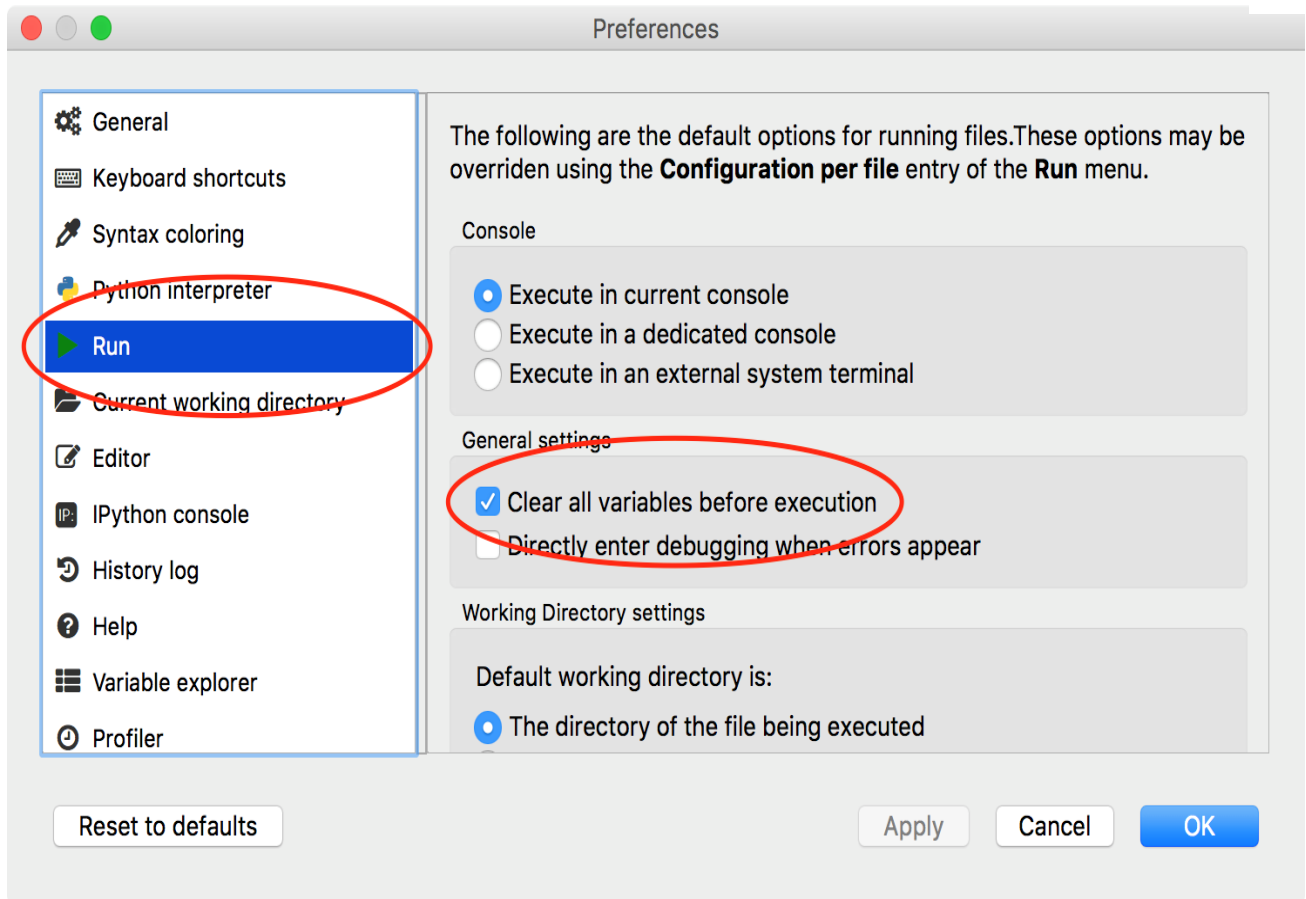 Preferences
General
Keyboard shortcuts
Syntax coloring
Python interpreter
Run
Current working directory
Editor
IP:
IPython console
History log
Help
Variable explorer
Profiler
The following are the default options for running files.These options may be
overriden using the Configuration per file entry of the Run menu.
Console
Execute in current console
Execute in a dedicated console
Execute in an external system terminal
General settings
Clear all variables before execution
Directly enter debugging when errors appear
Working Directory settings
Default working directory is:
The directory of the file being executed
Reset to defaults
Apply
Cancel
OK